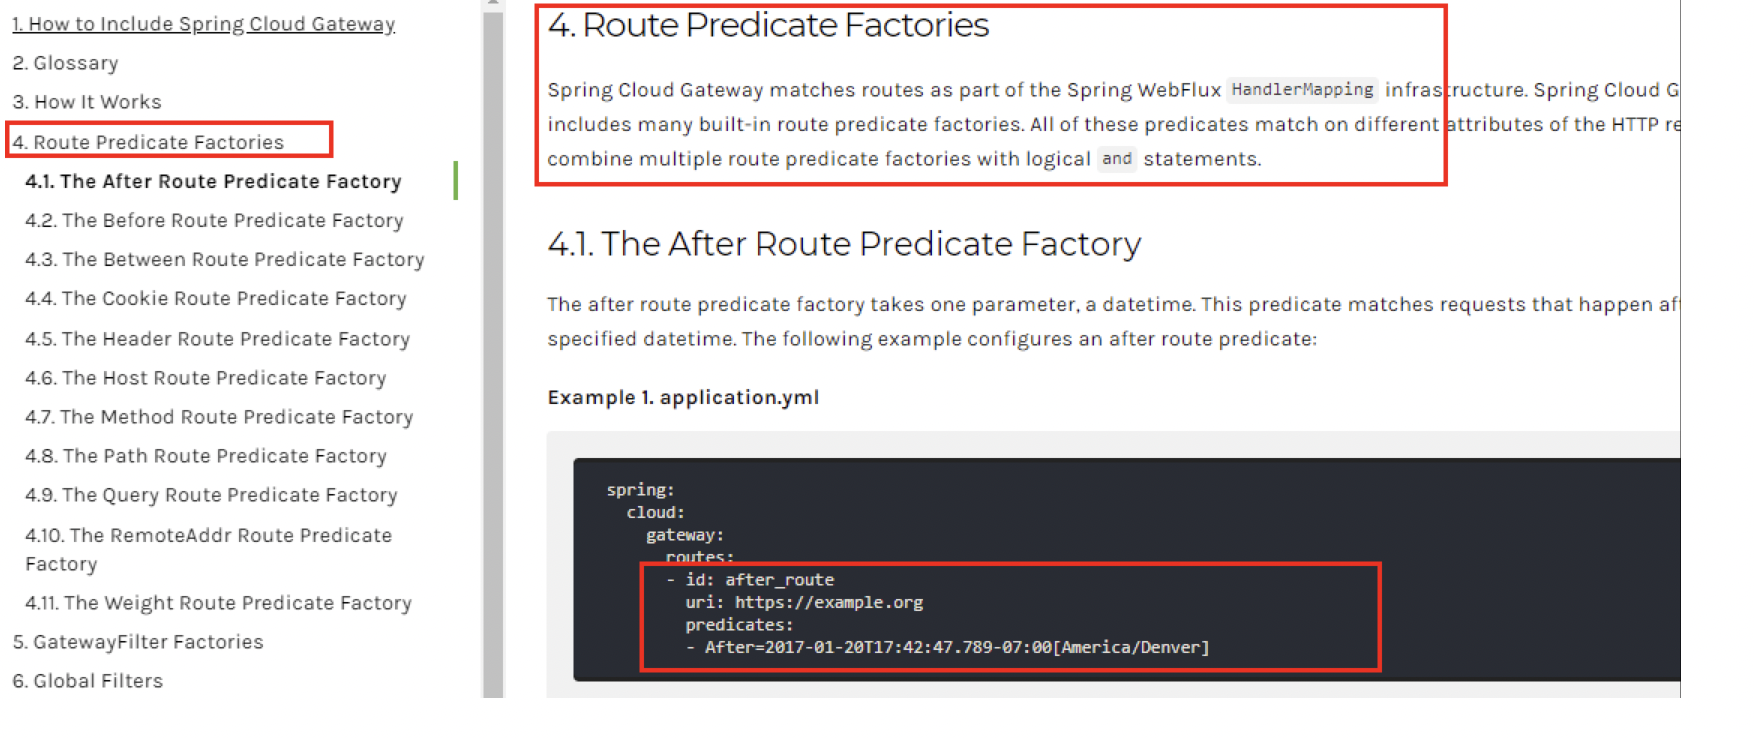 1. How to Include Spring Cloud Gateway
2. Glossary
3. How It Works
4. Route Predicate Factories
4.1. The After Route Predicate Factory
4.2. The Before Route Predicate Factory
4.3. The Between Route Predicate Factory
4.4. The Cookie Route Predicate Factory
4.5. The Header Route Predicate Factory
4.6. The Host Route Predicate Factory
4.7. The Method Route Predicate Factory
4.8. The Path Route Predicate Factory
4.9. The Query Route Predicate Factory
4.10. The RemoteAddr Route Predicate
Factory
4.11. The Weight Route Predicate Factory
5. GatewayFilter Factories
6. Global Filters
4. Route Predicate Factories
Spring Cloud Gateway matches routes as part of the Spring WebFlux HandlerMapping infrastructure. Spring Cloud G
includes many built-in route predicate factories. All of these predicates match on different attributes of the HTTP re
combine multiple route predicate factories with logical and statements.
4.1. The After Route Predicate Factory
The after route predicate factory takes one parameter, a datetime. This predicate matches requests that happen af
specified datetime. The following example configures an after route predicate:
Example 1. application.yml
spring:
cloud:
gateway:
routes:
- id: after_route
uri: https://example.org
predicates:
- After=2017-01-20T17:42:47.789-07:00[America/Denver]